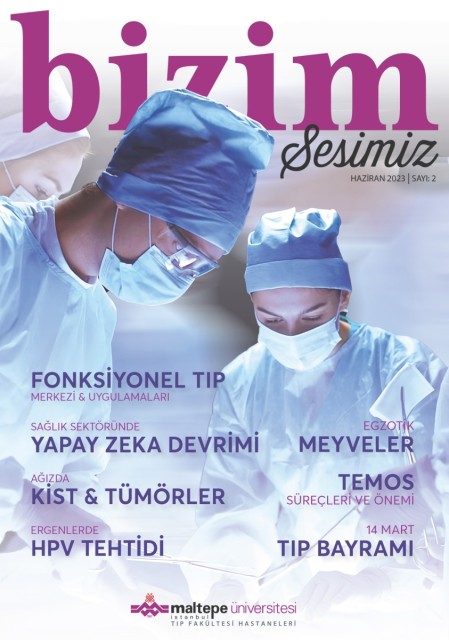 bizim
Sesimiz
HAZİRAN 2023 | SAYI: 2
FONKSİYONEL TIP
MERKEZİ & UYGULAMALARI
SAĞLIK SEKTÖRÜNDE
YAPAY ZEKA DEVRİMİ
AĞIZDA
KİST & TÜMÖRLER
ERGENLERDE
HPV TEHTİDİ
EGZOTİK
MEYVELER
TEMOS
SÜREÇLERİ VE ÖNEMİ
14 MART
TIP BAYRAMI
maltepe üniversitesi
istanbul
TIP FAKÜLTESİ HASTANELERİ